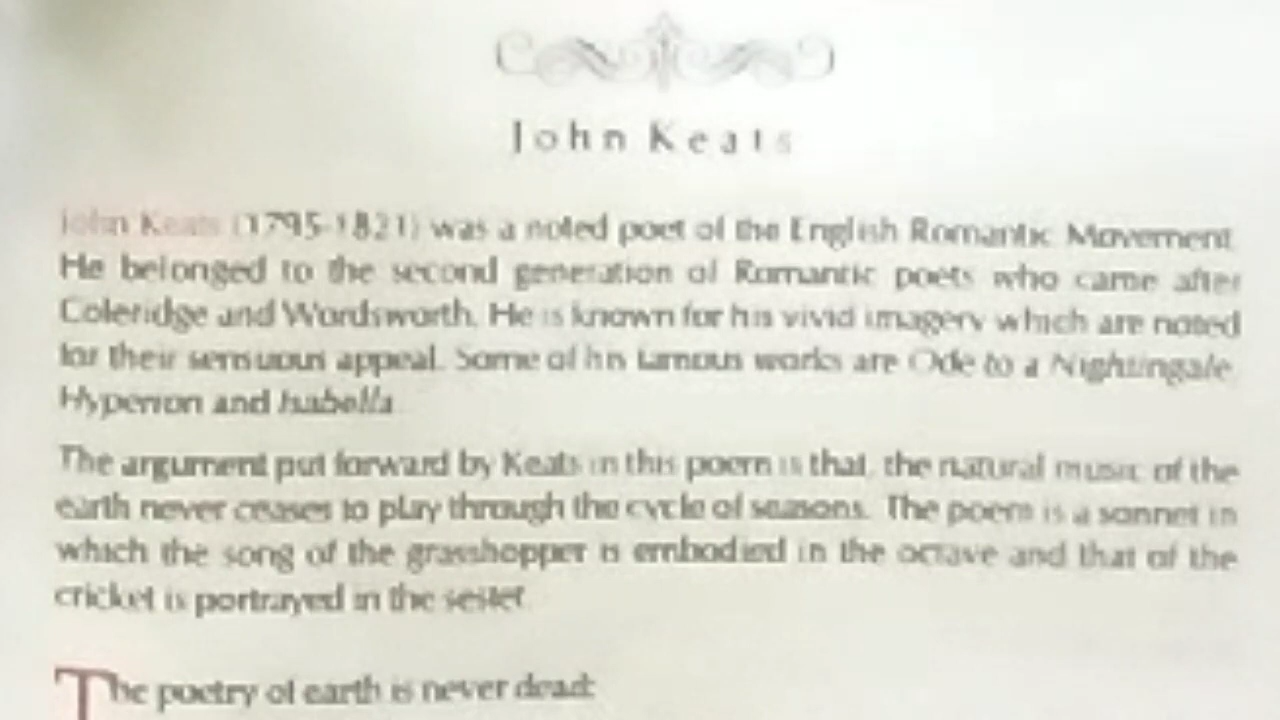 John Keats
John Keats (1795-1821) was a noted poet of the English Romantic Movement.
He belonged to the second generation of Romantic poets who came after
Coleridge and Wordsworth. He is known for his vivid imagery which are noted
for their sensuous appeal. Some of his famous works are Ode to a Nightingale,
Hyperion and Isabella.
The argument put forward by Keats in this poem is that, the natural music of the
earth never ceases to play through the cycle of seasons. The poem is a sonnet in
which the song of the grasshopper is embodied in the octave and that of the
cricket is portrayed in the sestet.
The poetry of earth is never dead: